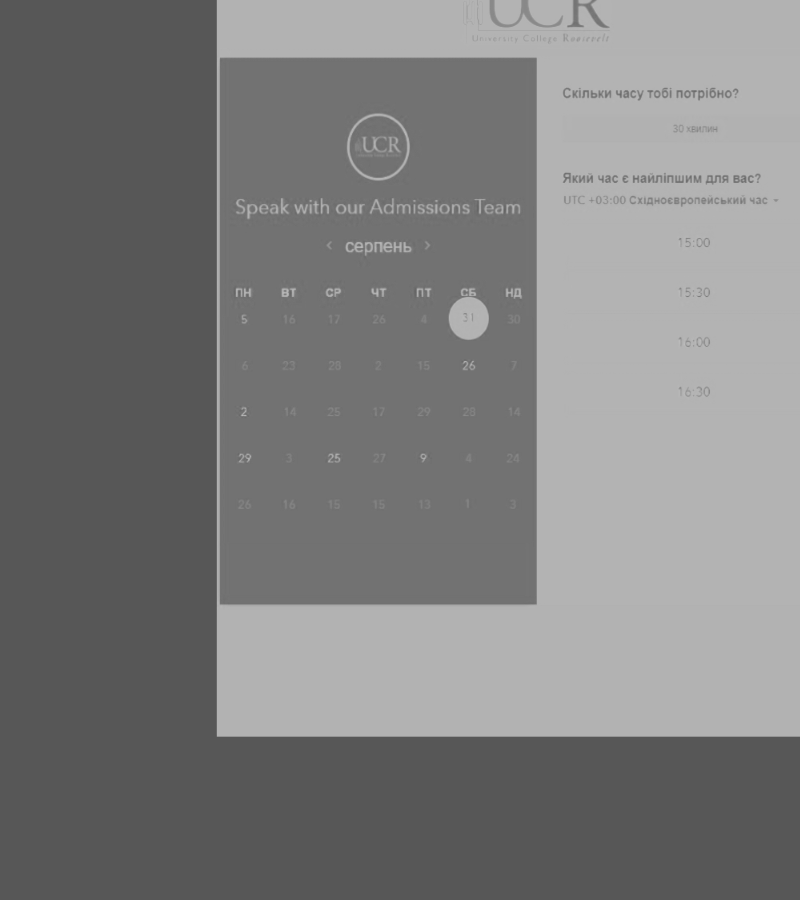 UCR
University College Roosevelt
UCR
Speak with our Admissions Team
‹ серпень ›
ПН ВТ СР ЧТ ПТ СБ НД
5 16 17 26 4 31 30
6 23 28 2 15 26 7
2 14 25 17 29 28 14
29 3 25 27 9 4 24
26 16 15 15 13 1 3
Скільки часу тобі потрібно?
30 хвилин
Який час є найліпшим для вас?
UTC +03:00 Східноєвропейський час
15:00
15:30
16:00
16:30